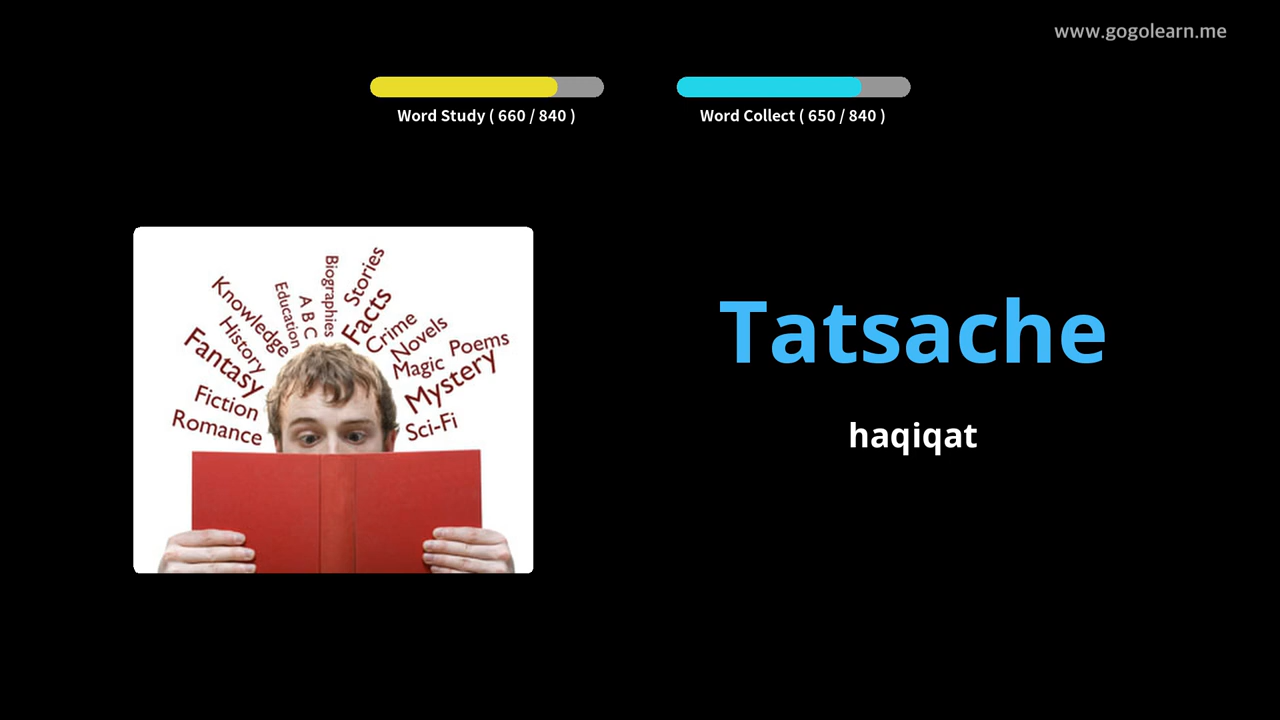 www.gogolearn.me
Word Study ( 660 / 840 )
Word Collect ( 650 / 840 )
Biographies
Stories
Education
A B C
Facts
Knowledge
Crime
History
Novels
Fantasy
Magic
Poems
Mystery
Fiction
Romance
Sci-Fi
Tatsache
haqiqat